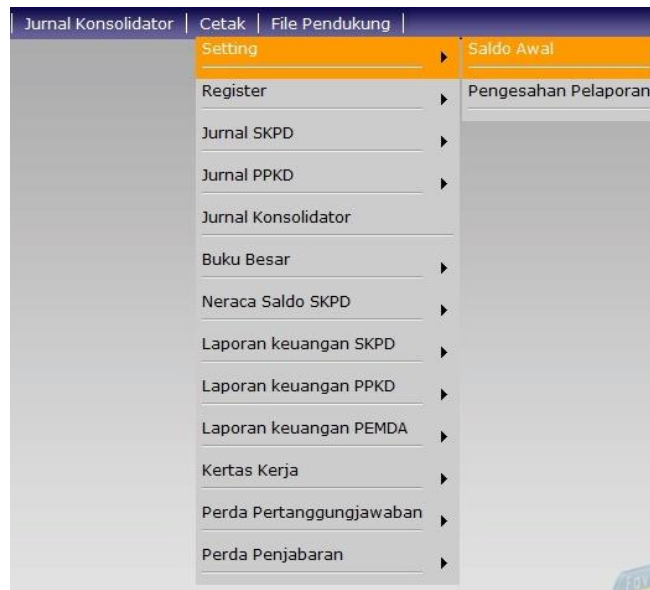 Jurnal Konsolidator | Cetak | File Pendukung |
Setting
Saldo Awal
Register
Pengesahan Pelaporan
Jurnal SKPD
Jurnal PPKD
Jurnal Konsolidator
Buku Besar
Neraca Saldo SKPD
Laporan keuangan SKPD
Laporan keuangan PPKD
Laporan keuangan PEMDA
Kertas Kerja
Perda Pertanggungjawaban
Perda Penjabaran